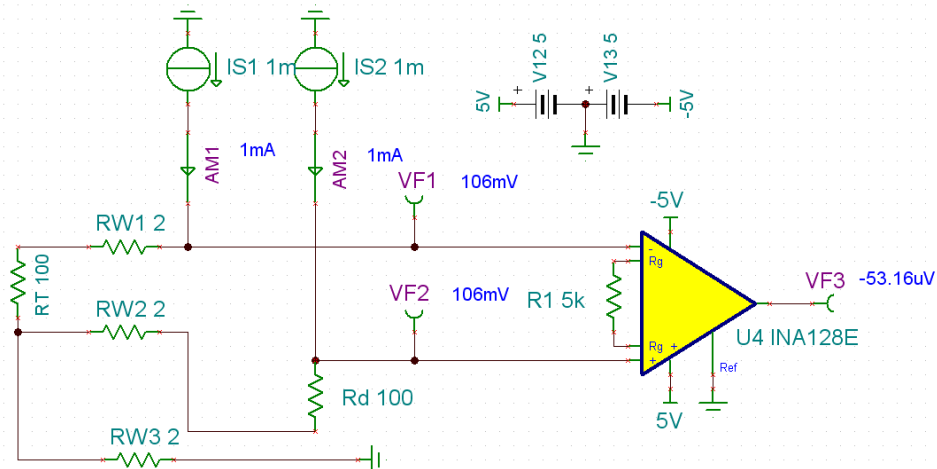 IS1 1m
IS2 1m
V12 5
V13 5
+
+
5V
-5V
AM1
1mA
AM2
1mA
VF1
106mV
RW1 2
-5V
-
Rg
RT 100
VF2
106mV
R1 5k
VF3
-53.16uV
RW2 2
U4 INA128E
Rg
+
+
Ref
Rd 100
5V
RW3 2